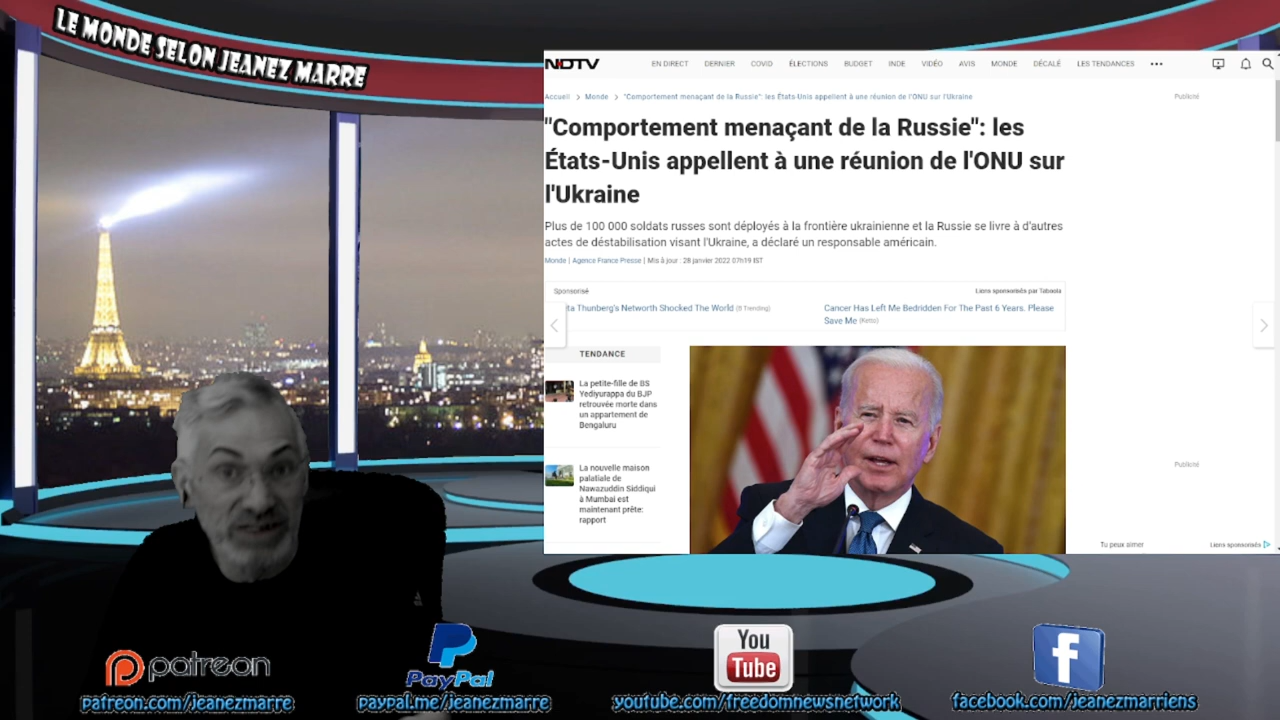 LE MONDE SELON JEANEZ MARRE
NDTV
EN DIRECT DERNIER COVID ÉLECTIONS BUDGET INDE VIDÉO AVIS MONDE DÉCALÉ LES TENDANCES •••
Accueil > Monde > "Comportement menaçant de la Russie": les États-Unis appellent à une réunion de l'ONU sur l'Ukraine
Publicité
"Comportement menaçant de la Russie": les
États-Unis appellent à une réunion de l'ONU sur
l'Ukraine
Plus de 100 000 soldats russes sont déployés à la frontière ukrainienne et la Russie se livre à d'autres
actes de déstabilisation visant l'Ukraine, a déclaré un responsable américain.
Monde | Agence France Presse | Mis à jour : 28 janvier 2022 07h19 IST
Sponsorisé
Liens sponsorisés par Taboola
ta Thunberg's Networth Shocked The World (B Trending)
Cancer Has Left Me Bedridden For The Past 6 Years. Please
Save Me (Ketto)
TENDANCE
La petite-fille de BS
Yediyurappa du BJP
retrouvée morte dans
un appartement de
Bengaluru
La nouvelle maison
palatiale de
Nawazuddin Siddiqui
à Mumbai est
maintenant prête:
rapport
Publicité
Tu peux aimer
Liens sponsorisés
patreon
patreon.com/jeanezmarre
PayPal
paypal.me/jeanezmarre
You
Tube
youtube.com/freedomnewsnetwork
f
facebook.com/jeanezmarriens